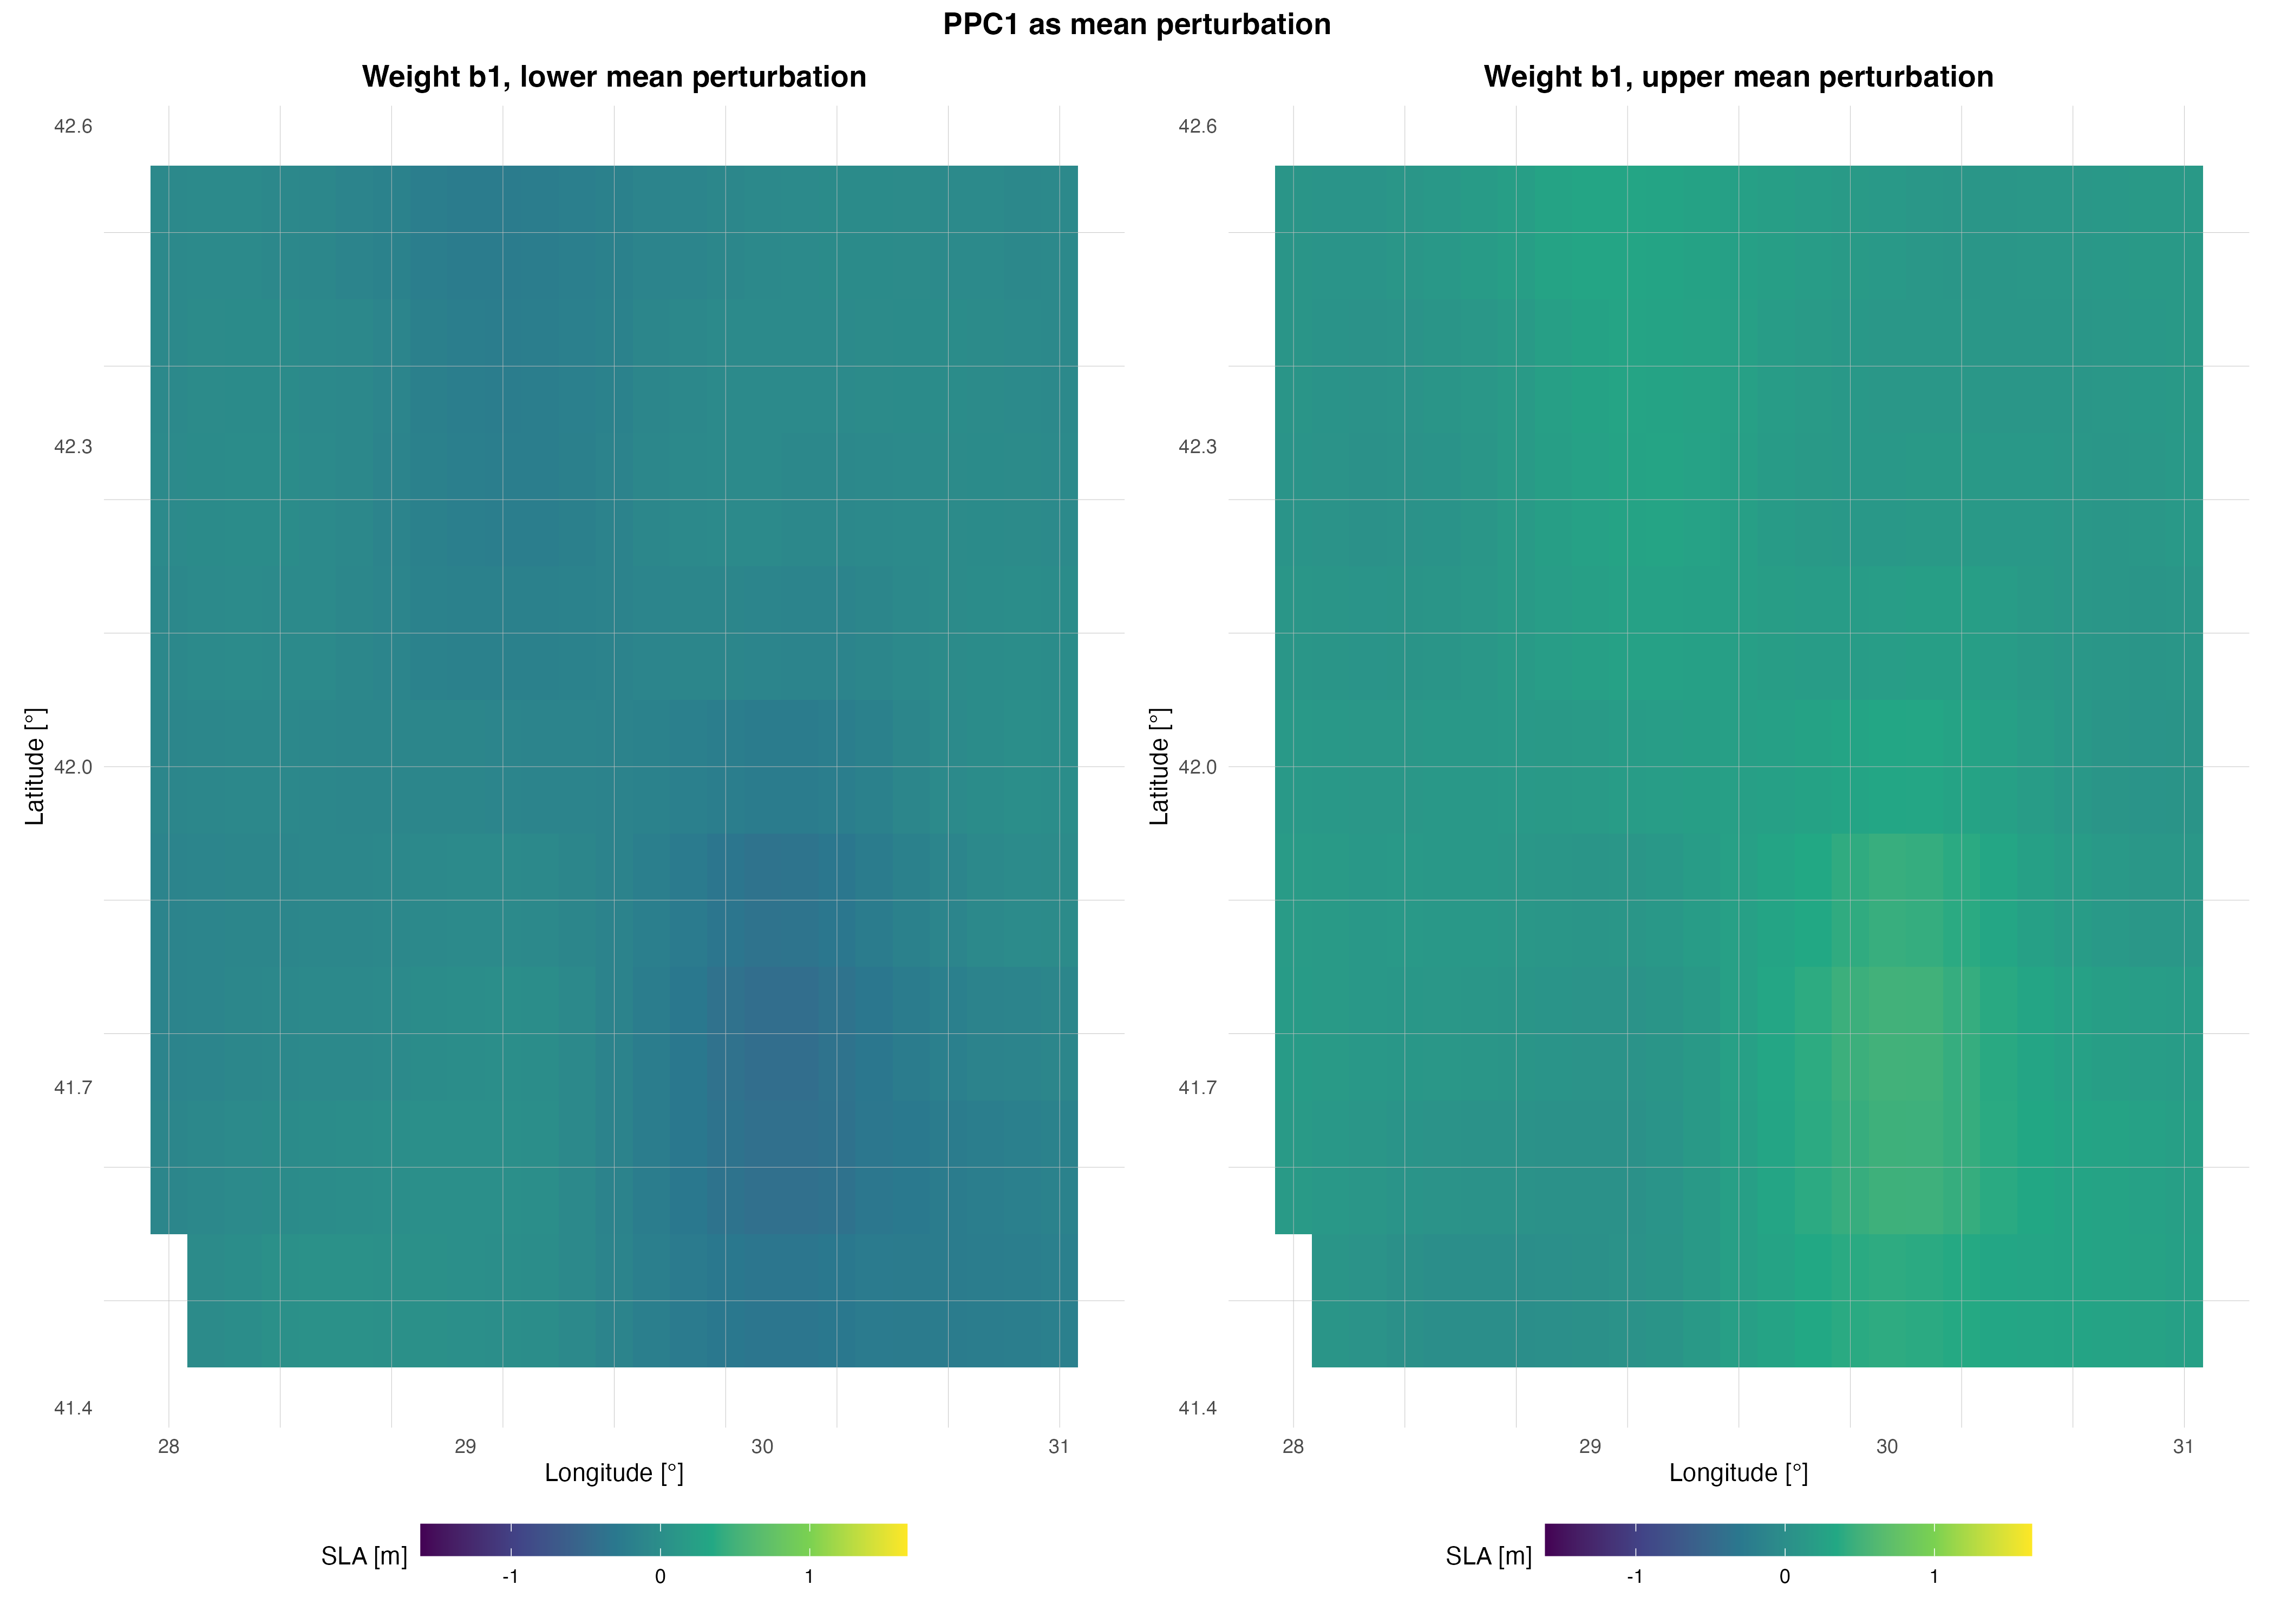 PPC1 as mean perturbation
Weight b1, lower mean perturbation
42.6
42.3
42.0
41.7
41.4
Latitude [°]
28 29 30 31
Longitude [°]
SLA [m]
-1 0 1
Weight b1, upper mean perturbation
42.6
42.3
42.0
41.7
41.4
Latitude [°]
28 29 30 31
Longitude [°]
SLA [m]
-1 0 1